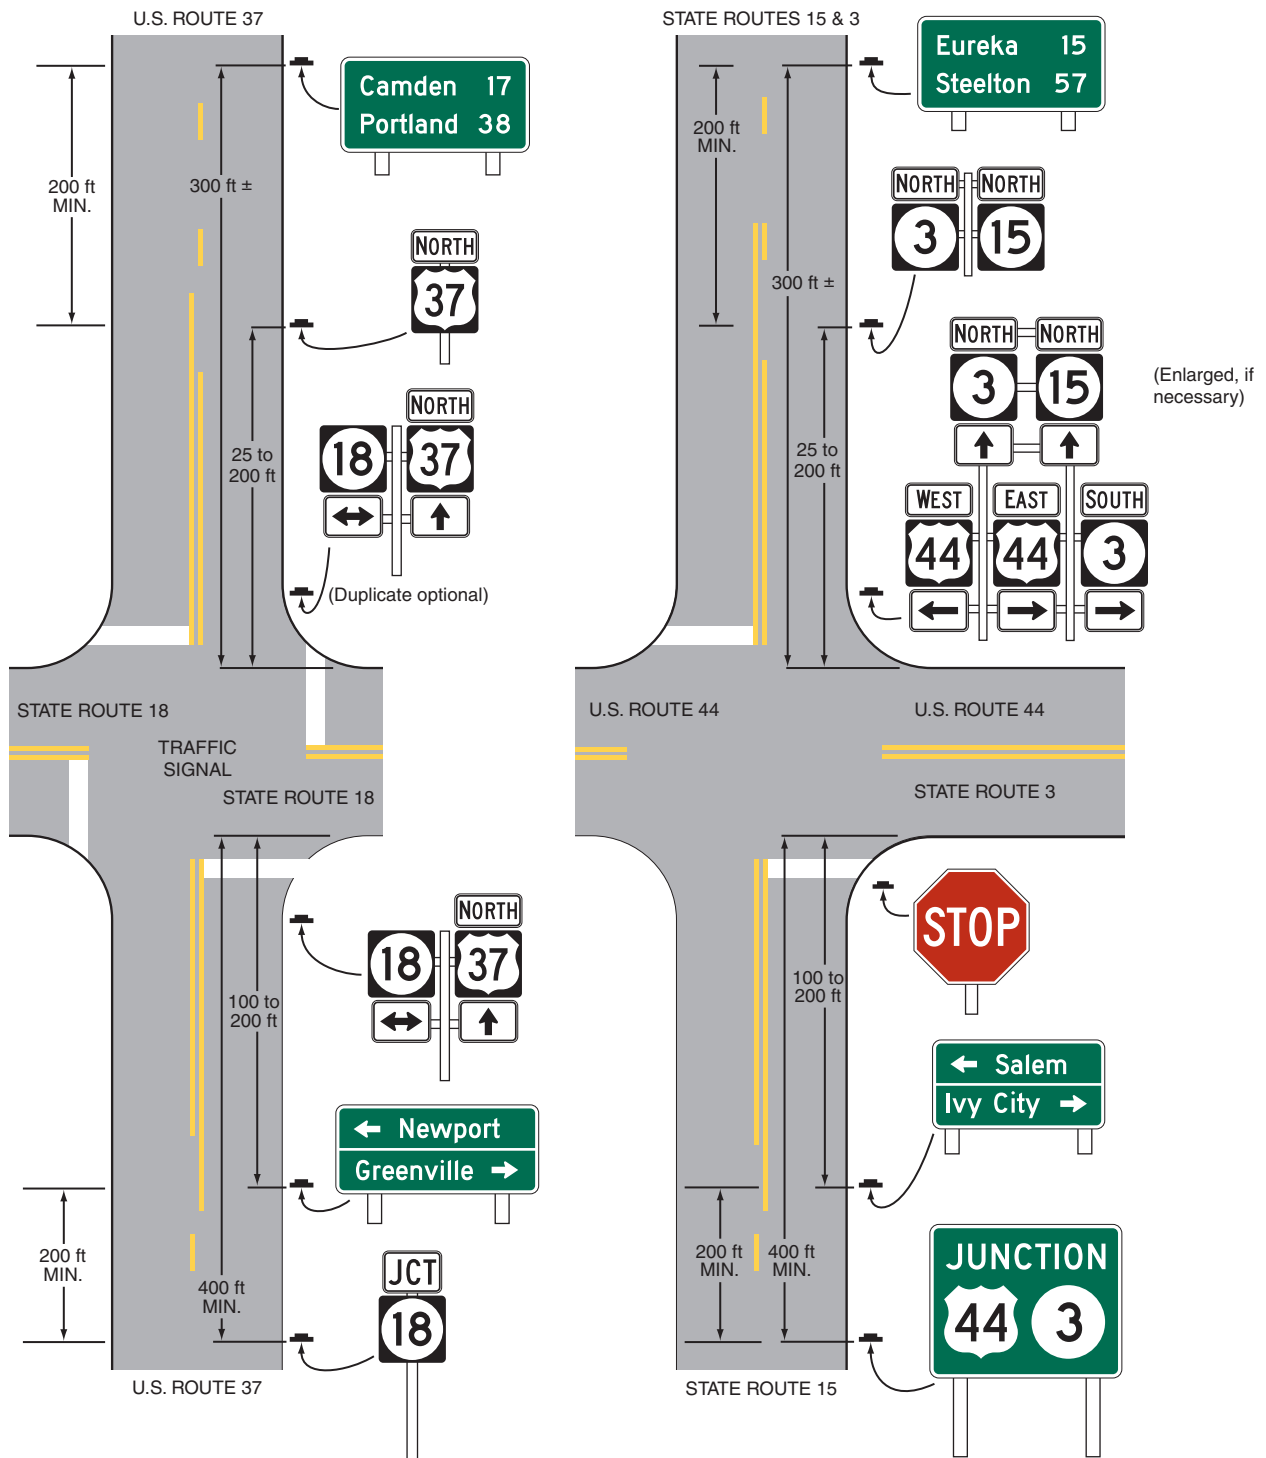 U.S. ROUTE 37
Camden 17
Portland 38
200 ft
MIN.
300 ft ±
NORTH
37
NORTH
18 37
25 to
200 ft
(Duplicate optional)
STATE ROUTE 18
TRAFFIC
SIGNAL
STATE ROUTE 18
NORTH
18 37
100 to
200 ft
Newport
Greenville
200 ft
MIN.
400 ft
MIN.
JCT
18
U.S. ROUTE 37
STATE ROUTES 15 & 3
Eureka 15
Steelton 57
200 ft
MIN.
NORTH NORTH
3 15
300 ft ±
NORTH NORTH
3 15
(Enlarged, if
necessary)
25 to
200 ft
WEST EAST SOUTH
44 44 3
U.S. ROUTE 44
U.S. ROUTE 44
STATE ROUTE 3
STOP
100 to
200 ft
Salem
Ivy City
200 ft
MIN.
400 ft
MIN.
JUNCTION
44 3
STATE ROUTE 15